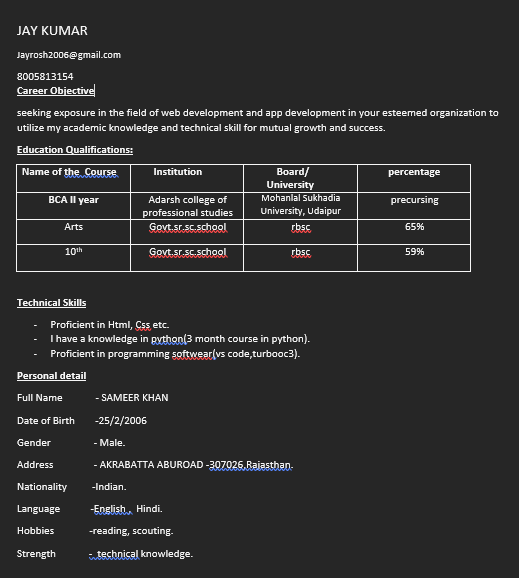 JAY KUMAR
Jayrosh2006@gmail.com
8005813154
Career Objective
seeking exposure in the field of web development and app development in your esteemed organization to
utilize my academic knowledge and technical skill for mutual growth and success.
Education Qualifications:
Name of the Course Institution Board/ University percentage
BCA II year Adarsh college of professional studies Mohanlal Sukhadia University, Udaipur precursing
Arts Govt.sr.sc.school rbsc 65%
10th Govt.sr.sc.school rbsc 59%
Technical Skills
- Proficient in Html, Css etc.
- I have a knowledge in python(3 month course in python).
- Proficient in programming softwear(vs code,turbooc3).
Personal detail
Full Name - SAMEER KHAN
Date of Birth -25/2/2006
Gender - Male.
Address - AKRABATTA ABUROAD -307026,Rajasthan.
Nationality -Indian.
Language -English , Hindi.
Hobbies -reading, scouting.
Strength - technical knowledge.